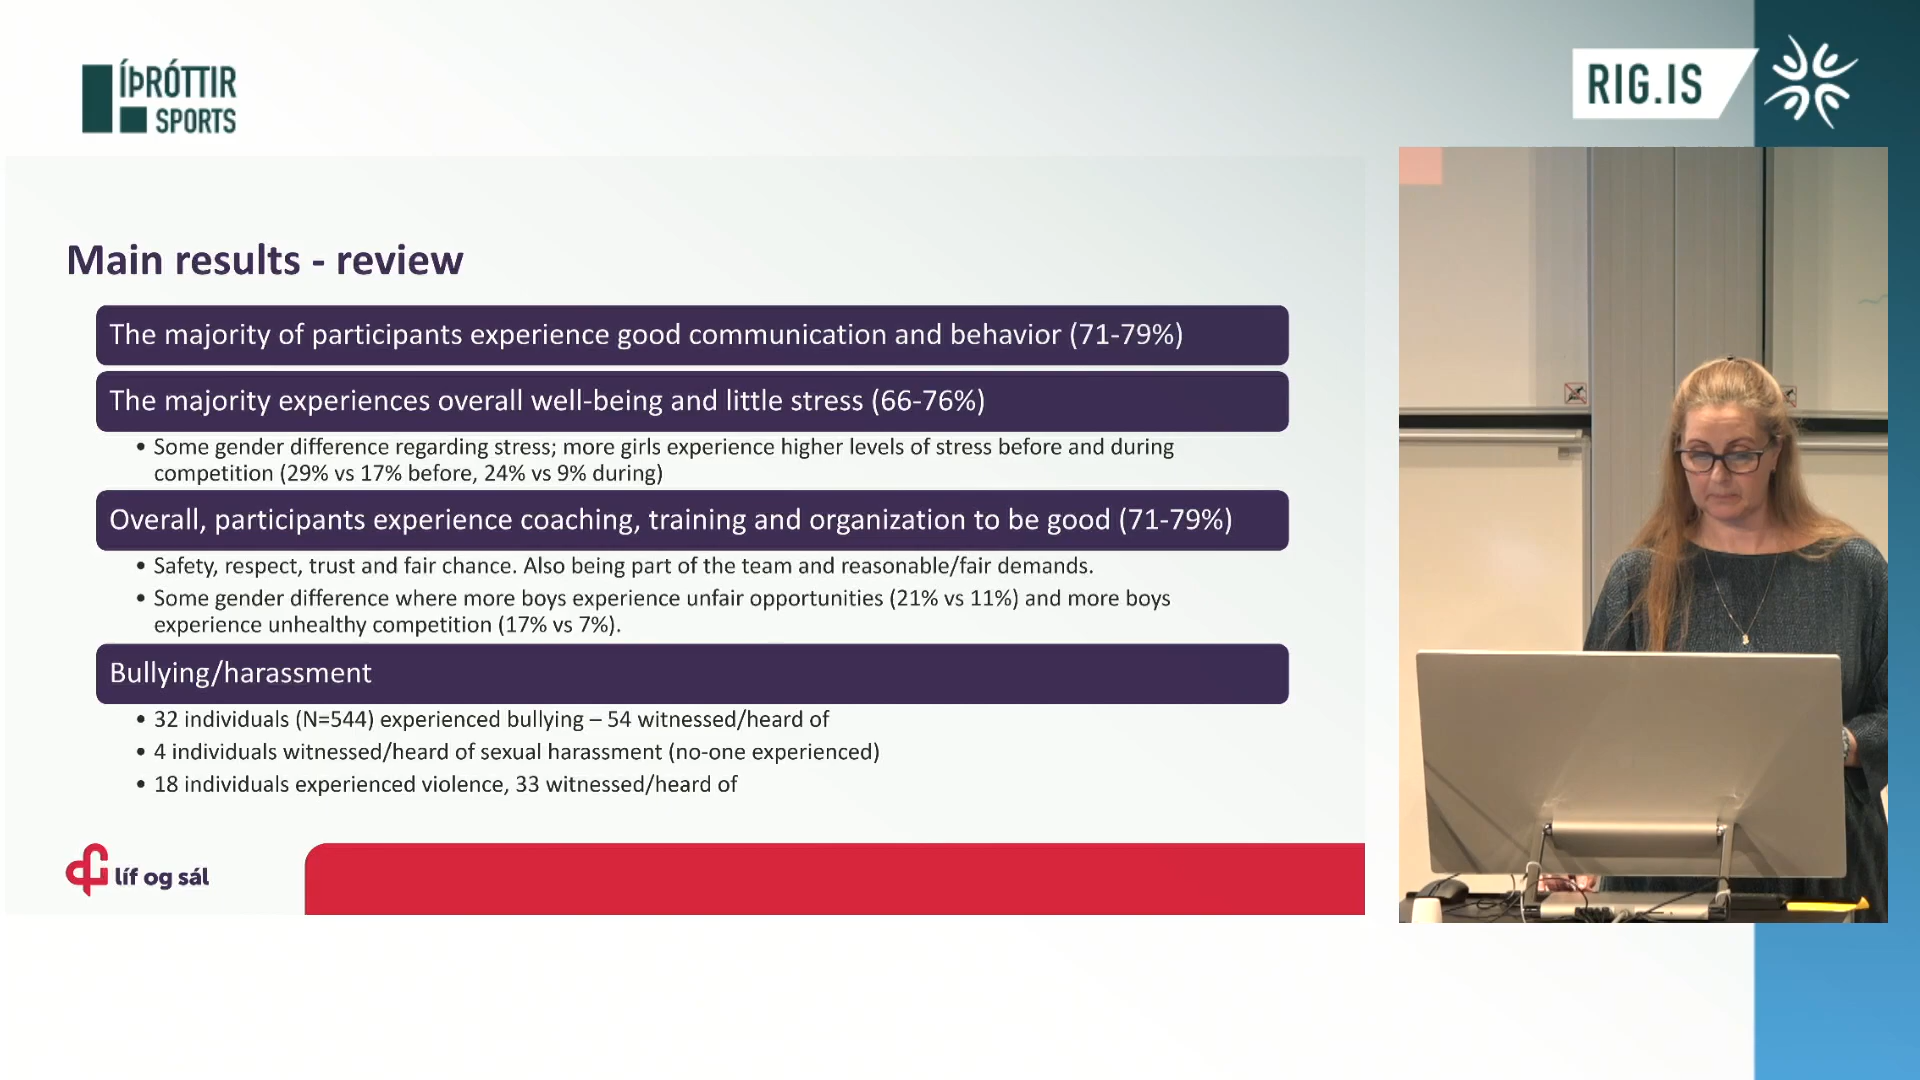 ÍÞRÓTTIR
SPORTS
RIG.IS
Main results - review
The majority of participants experience good communication and behavior (71-79%)
The majority experiences overall well-being and little stress (66-76%)
• Some gender difference regarding stress; more girls experience higher levels of stress before and during
competition (29% vs 17% before, 24% vs 9% during)
Overall, participants experience coaching, training and organization to be good (71-79%)
• Safety, respect, trust and fair chance. Also being part of the team and reasonable/fair demands.
• Some gender difference where more boys experience unfair opportunities (21% vs 11%) and more boys
experience unhealthy competition (17% vs 7%).
Bullying/harassment
• 32 individuals (N=544) experienced bullying – 54 witnessed/heard of
• 4 individuals witnessed/heard of sexual harassment (no-one experienced)
• 18 individuals experienced violence, 33 witnessed/heard of
líf og sál